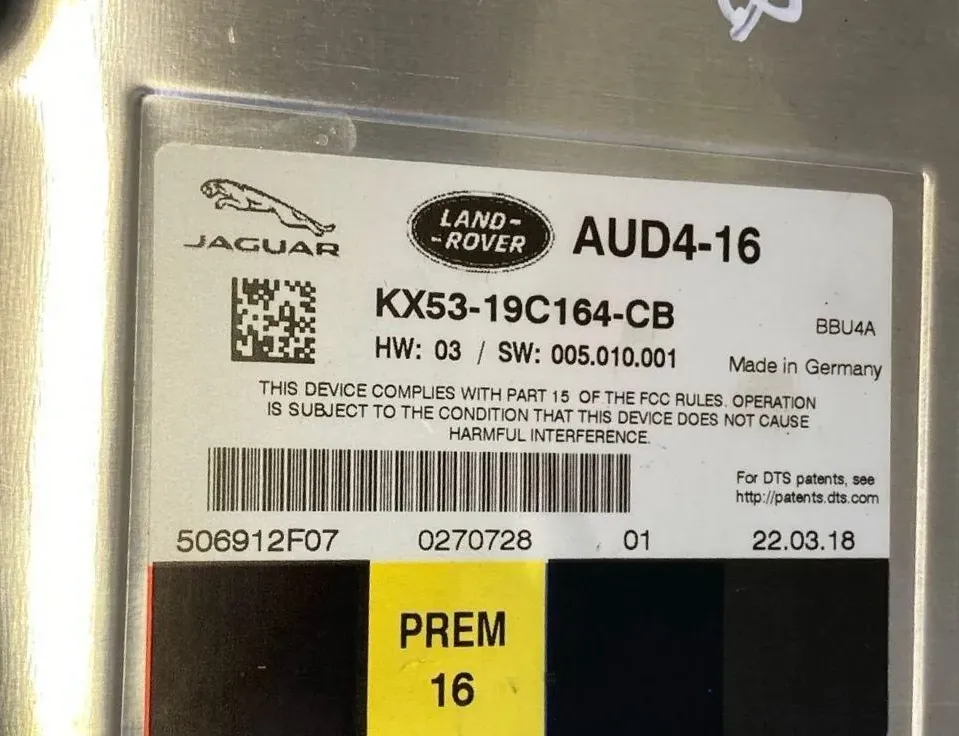 JAGUAR
LAND-
-ROVER
AUD4-16
KX53-19C164-CB
BBU4A
HW: 03 / SW: 005.010.001
Made in Germany
THIS DEVICE COMPLIES WITH PART 15 OF THE FCC RULES. OPERATION
IS SUBJECT TO THE CONDITION THAT THIS DEVICE DOES NOT CAUSE
HARMFUL INTERFERENCE.
For DTS patents, see
http://patents.dts.com
506912F07 0270728 01 22.03.18
PREM
16